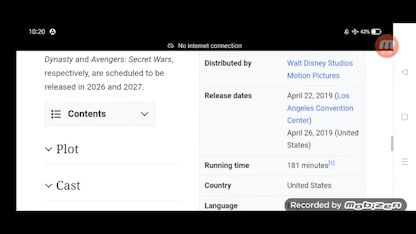 10:20
42%
No internet connection
Dynasty and Avengers: Secret Wars,
respectively, are scheduled to be
released in 2026 and 2027.
Contents
Plot
Cast
Distributed by
Walt Disney Studios
Motion Pictures
Release dates
April 22, 2019 (Los
Angeles Convention
Center)
April 26, 2019 (United
States)
Running time
181 minutes[1]
Country
United States
Language
Recorded by Mobizen